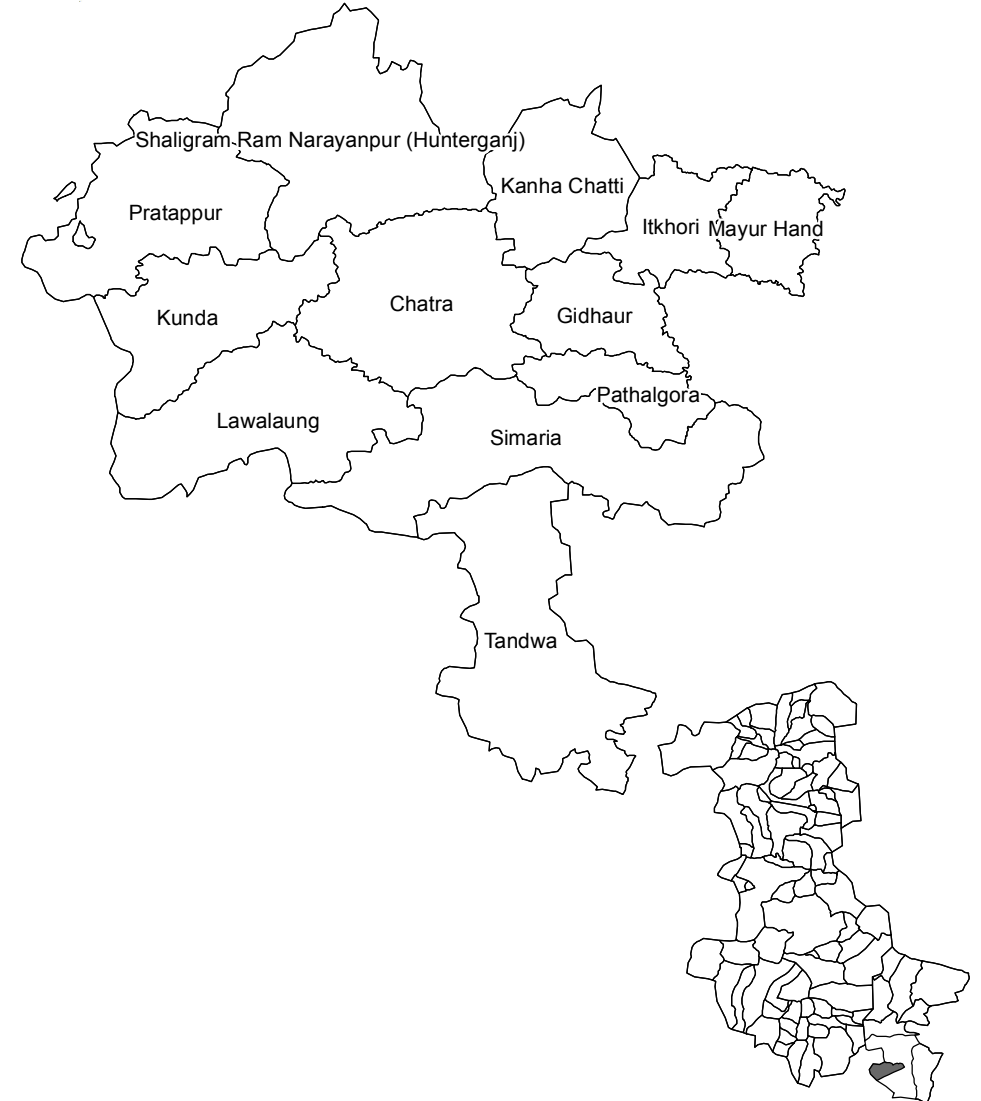 Shaligram Ram Narayanpur (Hunterganj)
Kanha Chatti
Pratappur
Itkhori
Mayur Hand
Chatra
Gidhaur
Kunda
Pathalgora
Lawalaung
Simaria
Tandwa